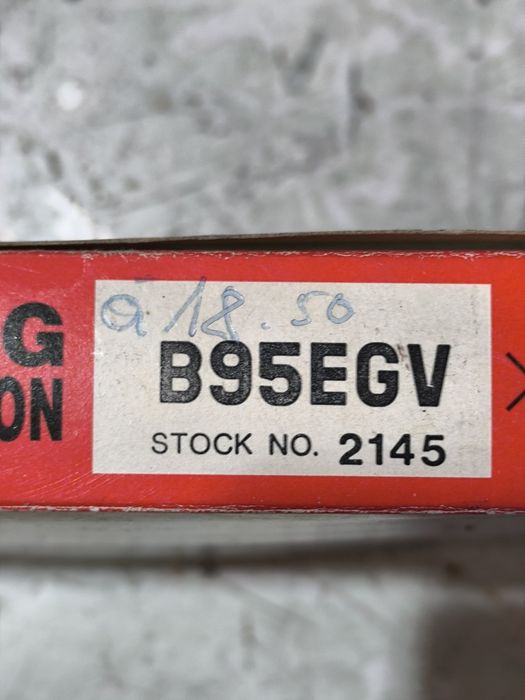 à 18.50
G
B95EGV
ON
STOCK NO. 2145